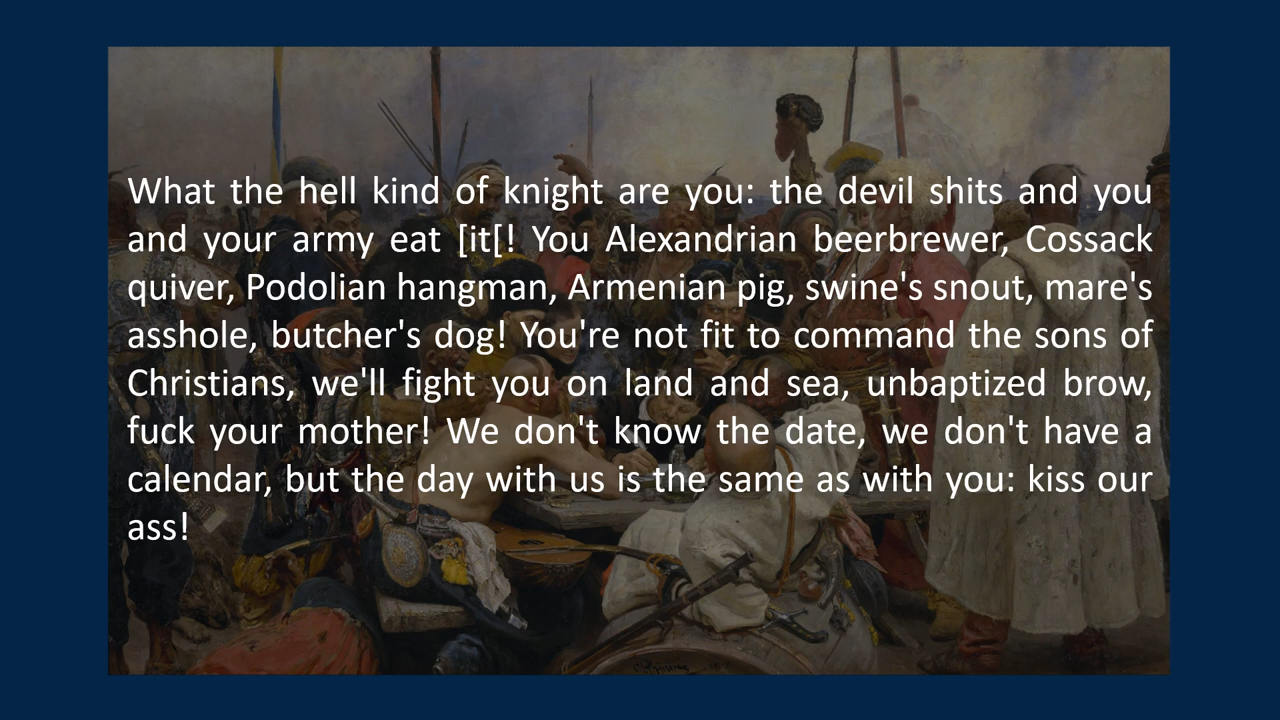 What the hell kind of knight are you: the devil shits and you
and your army eat [it[! You Alexandrian beerbrewer, Cossack
quiver, Podolian hangman, Armenian pig, swine's snout, mare's
asshole, butcher's dog! You're not fit to command the sons of
Christians, we'll fight you on land and sea, unbaptized brow,
fuck your mother! We don't know the date, we don't have a
calendar, but the day with us is the same as with you: kiss our
ass!